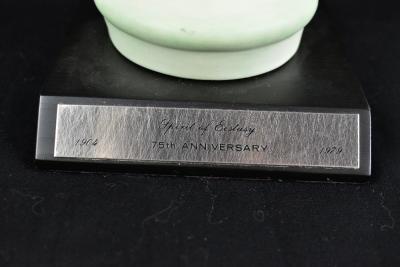 Spirit of Ecstasy
1904 75th ANNIVERSARY 1979